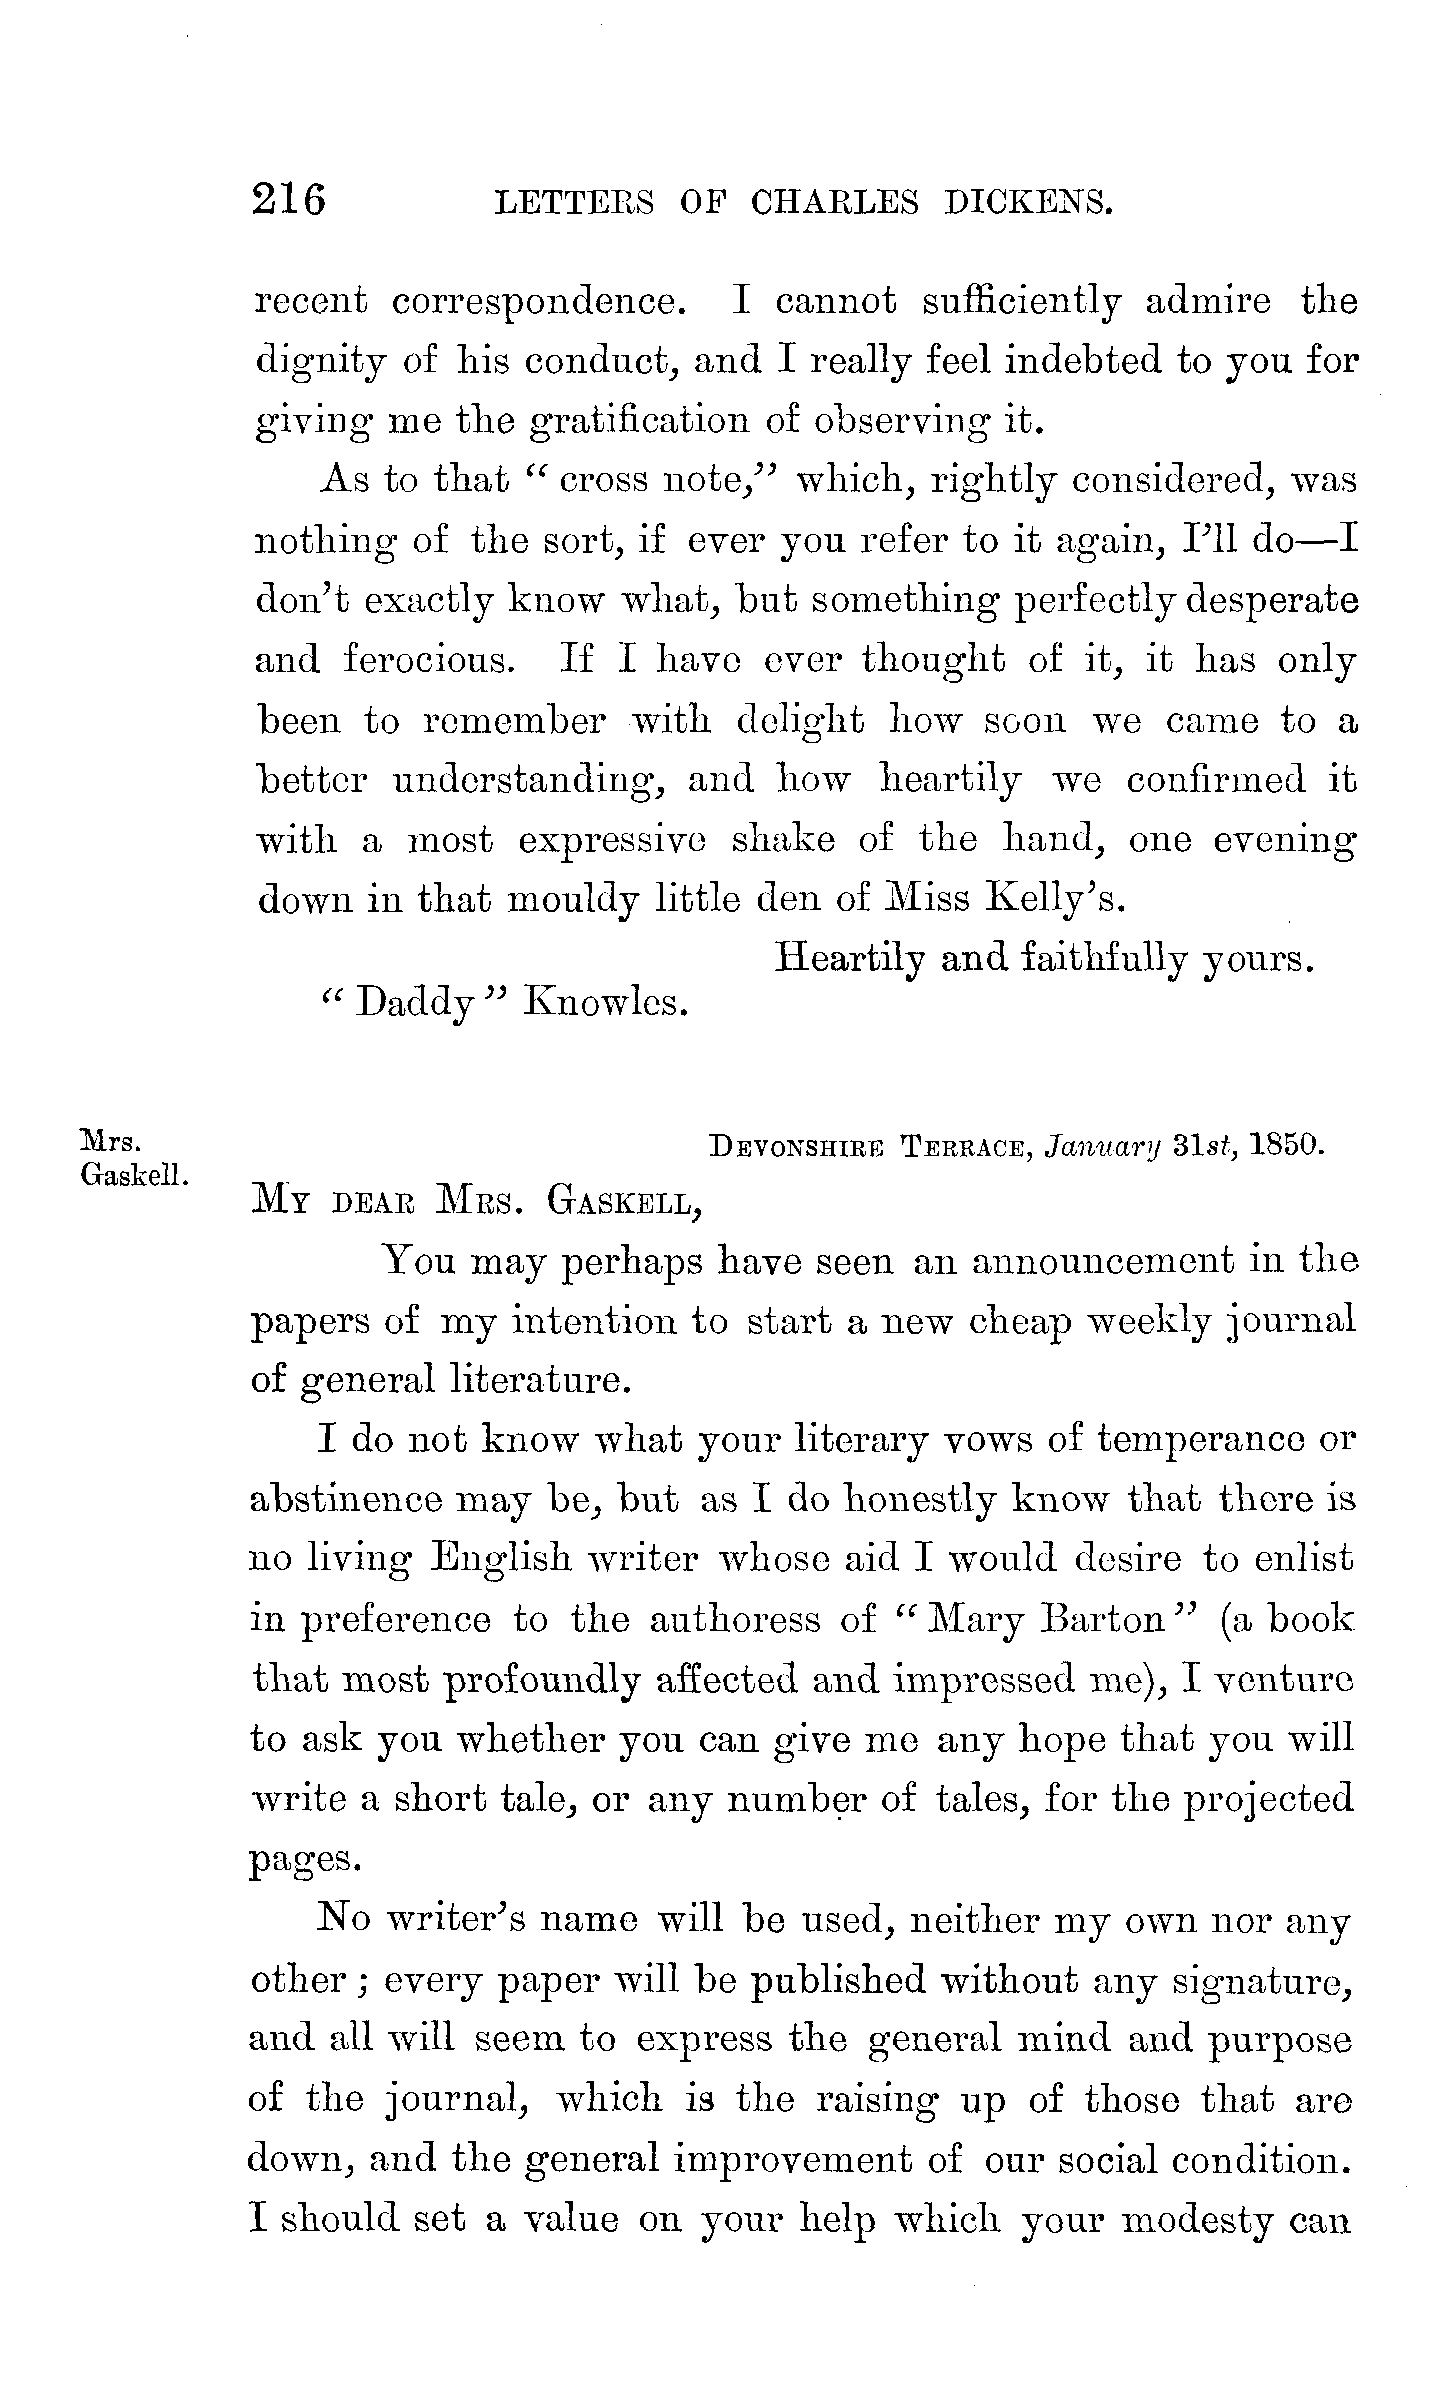 216 LETTERS OF CHARLES DICKENS.
recent correspondence. I cannot sufficiently admire the
dignity of his conduct, and I really feel indebted to you for
giving me the gratification of observing it.
As to that “ cross note,” which, rightly considered, was
nothing of the sort, if ever you refer to it again, I’ll do—I
don’t exactly know what, but something perfectly desperate
and ferocious. If I have ever thought of it, it has only
been to remember with delight how soon we came to a
better understanding, and how heartily we confirmed it
with a most expressive shake of the hand, one evening
down in that mouldy little den of Miss Kelly’s.
Heartily and faithfully yours.
“ Daddy ” Knowles.
Mrs.
Gaskell.
DEVONSHIRE TERRACE, January 31st, 1850.
MY DEAR MRS. GASKELL,
You may perhaps have seen an announcement in the
papers of my intention to start a new cheap weekly journal
of general literature.
I do not know what your literary vows of temperance or
abstinence may be, but as I do honestly know that there is
no living English writer whose aid I would desire to enlist
in preference to the authoress of “ Mary Barton ” (a book
that most profoundly affected and impressed me), I venture
to ask you whether you can give me any hope that you will
write a short tale, or any number of tales, for the projected
pages.
No writer’s name will be used, neither my own nor any
other ; every paper will be published without any signature,
and all will seem to express the general mind and purpose
of the journal, which is the raising up of those that are
down, and the general improvement of our social condition.
I should set a value on your help which your modesty can